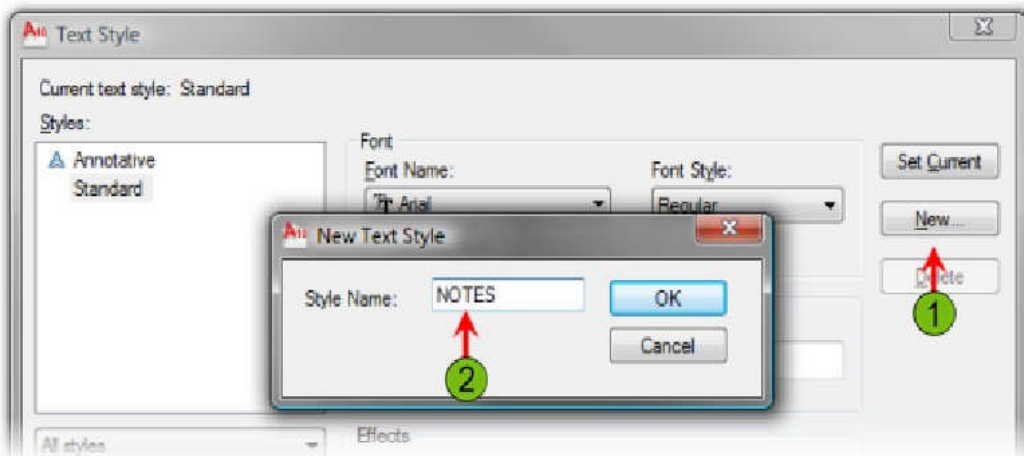 Text Style
Current text style: Standard
Styles:
Annotative
Standard
Font
Font Name:
Font Style:
Arial
Regular
Set Current
New...
Delete
New Text Style
Style Name:
NOTES
OK
Cancel
1
2
All styles
Effects